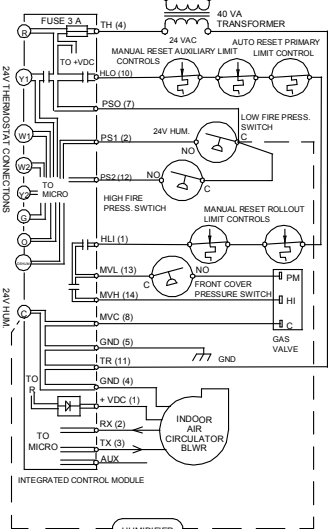 FUSE 3 A
TH (4)
40 VA
TRANSFORMER
R
24 VAC
TO +VDC
MANUAL RESET AUXILIARY LIMIT
CONTROLS
AUTO RESET PRIMARY
LIMIT CONTROL
HLO (10)
Y1
PSO (7)
LOW FIRE PRESS.
SWITCH
24V HUM.
C
W1
PS1 (2)
NO
24V THERMOSTAT CONNECTIONS
W2
PS2 (12)
NO
C
TO
MICRO
Y2
HIGH FIRE
PRESS. SWTICH
MANUAL RESET ROLLOUT
LIMIT CONTROLS
G
O
HLI (1)
MVL (13)
NO
C
FRONT COVER
PRESSURE SWITCH
PM
MVH (14)
HI
24V HUM.
C
MVC (8)
C
GAS
VALVE
GND (5)
GND
TR (11)
TO
R
GND (4)
+ VDC (1)
RX (2)
INDOOR
AIR
CIRCULATOR
BLWR
TO
MICRO
TX (3)
AUX
INTEGRATED CONTROL MODULE
HUMIDIFIER